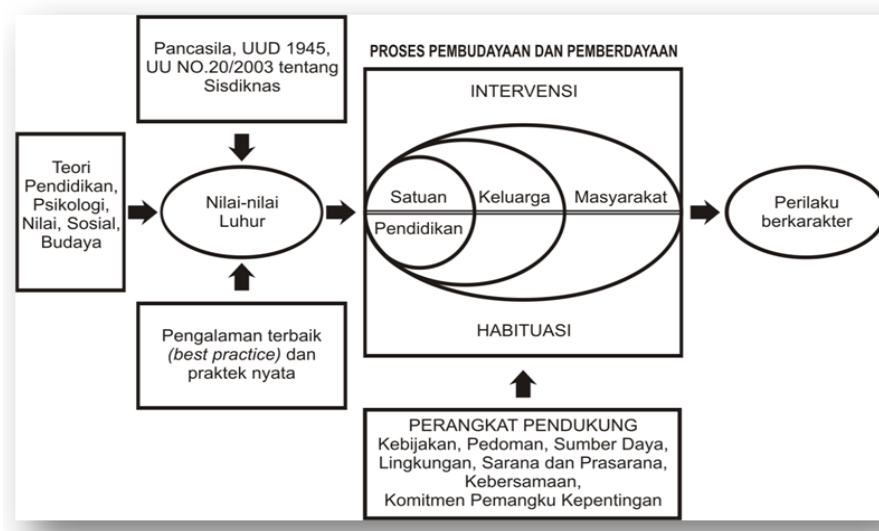 Pancasila, UUD 1945,
UU NO.20/2003 tentang
Sisdiknas
Teori
Pendidikan,
Psikologi,
Nilai, Sosial,
Budaya
Nilai-nilai
Luhur
Pengalaman terbaik
(best practice) dan
praktek nyata
PROSES PEMBUDAYAAN DAN PEMBERDAYAAN
INTERVENSI
Satuan
Pendidikan
Keluarga
Masyarakat
HABITUASI
Perilaku
berkarakter
PERANGKAT PENDUKUNG
Kebijakan, Pedoman, Sumber Daya,
Lingkungan, Sarana dan Prasarana,
Kebersamaan,
Komitmen Pemangku Kepentingan